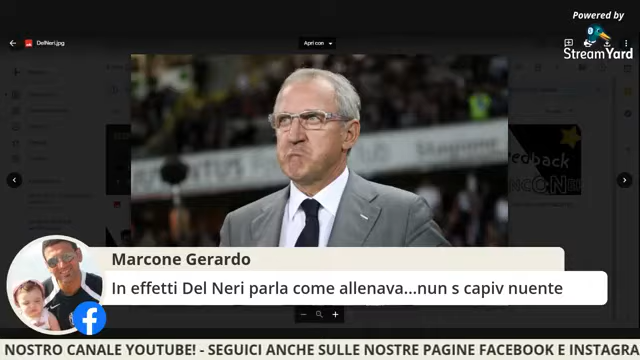 Powered by
StreamYard
DelNeri.jpg
Apri con
edback
Marcone Gerardo
In effetti Del Neri parla come allenava...nun s capiv nuente
NOSTRO CANALE YOUTUBE! - SEGUICI ANCHE SULLE NOSTRE PAGINE FACEBOOK E INSTAGRA